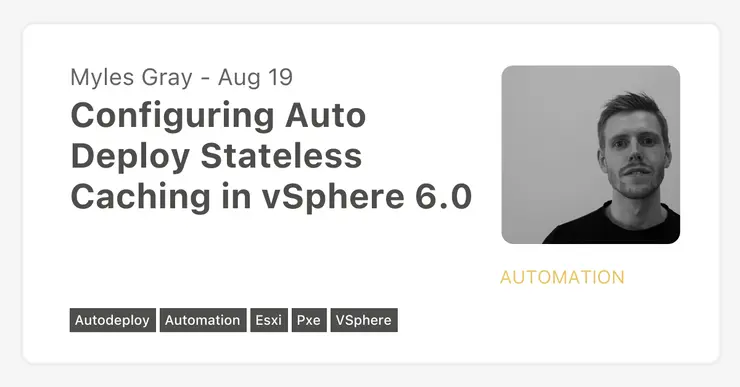 Myles Gray - Aug 19
Configuring Auto
Deploy Stateless
Caching in vSphere 6.0
AUTOMATION
Autodeploy Automation Esxi Pxe VSphere